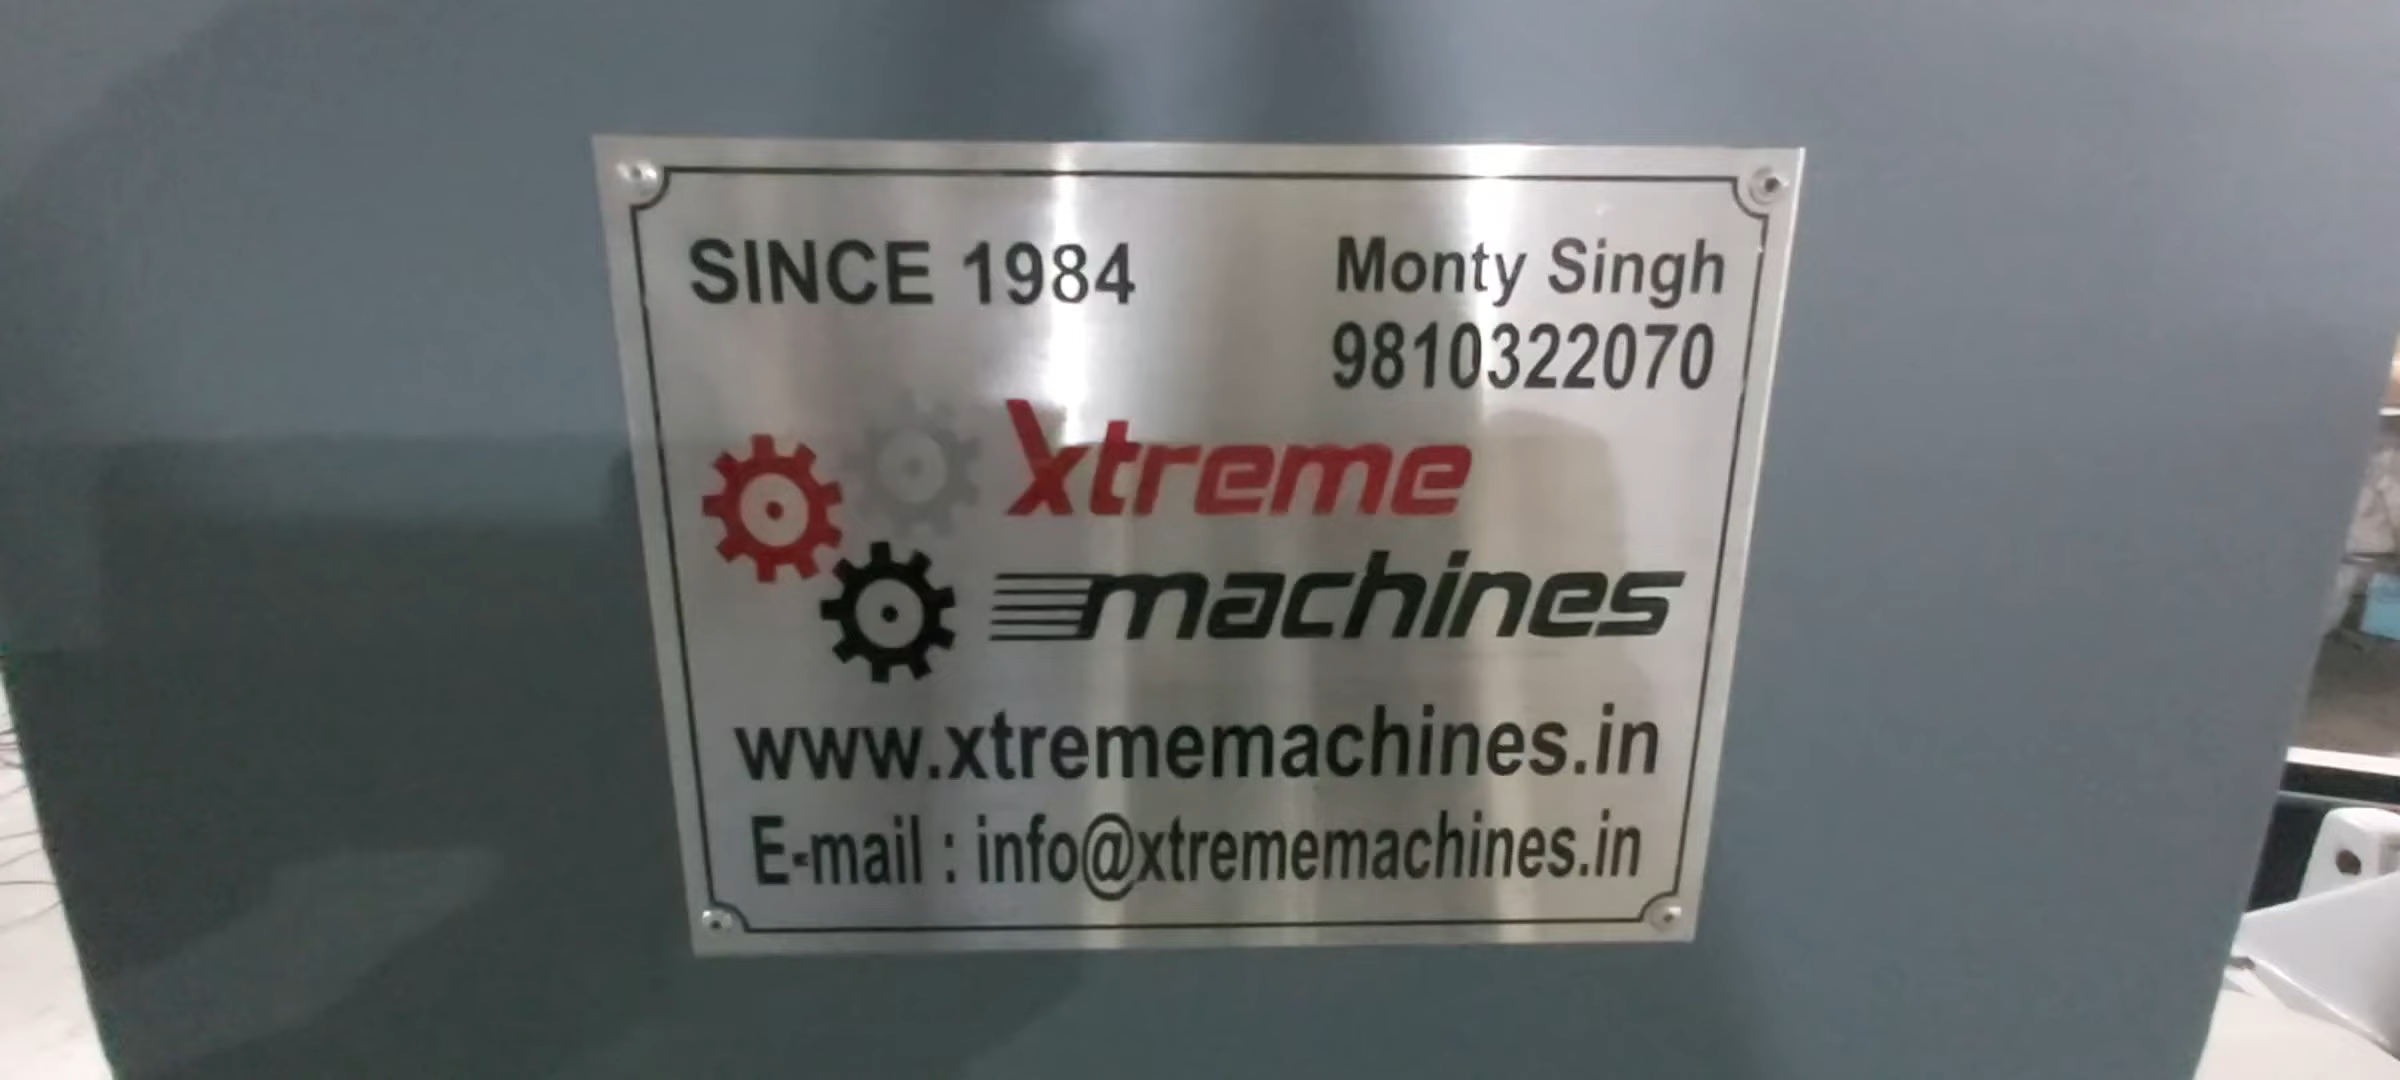 SINCE 1984
Monty Singh
9810322070
Xtreme
machines
www.xtrememachines.in
E-mail : info@xtrememachines.in